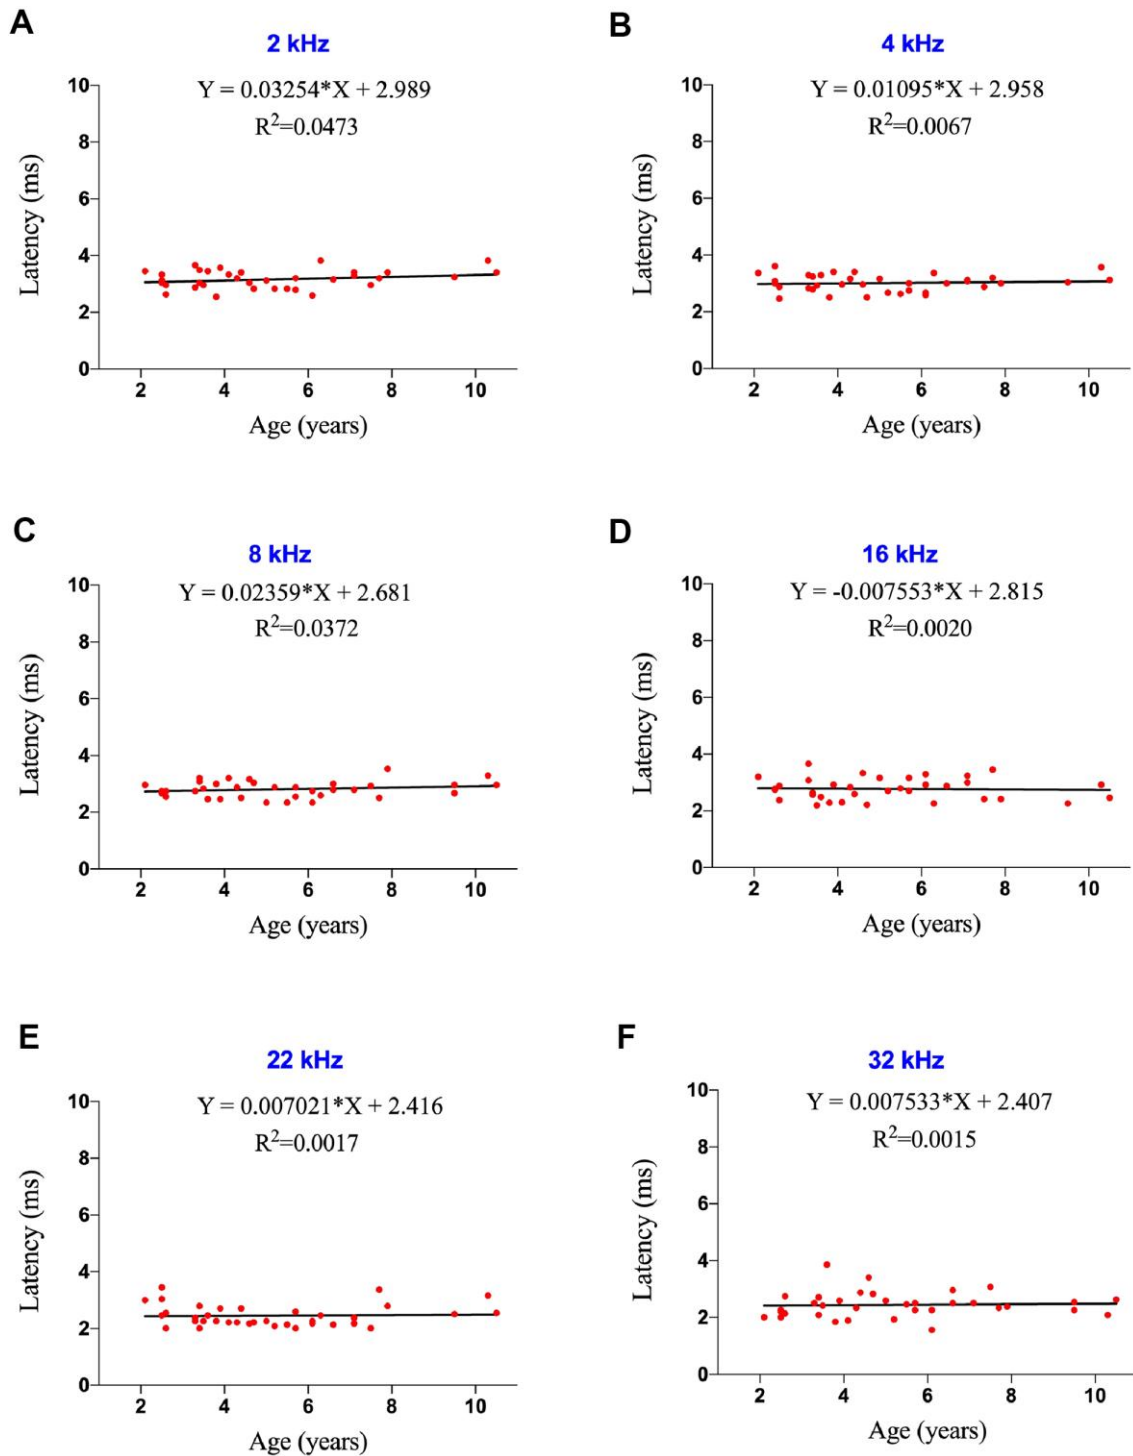 A
2 kHz
Y = 0.03254*X + 2.989
R²=0.0473
10
8
6
4
2
0
Latency (ms)
2 4 6 8 10
Age (years)
B
4 kHz
Y = 0.01095*X + 2.958
R²=0.0067
10
8
6
4
2
0
Latency (ms)
2 4 6 8 10
Age (years)
C
8 kHz
Y = 0.02359*X + 2.681
R²=0.0372
10
8
6
4
2
0
Latency (ms)
2 4 6 8 10
Age (years)
D
16 kHz
Y = -0.007553*X + 2.815
R²=0.0020
10
8
6
4
2
0
Latency (ms)
2 4 6 8 10
Age (years)
E
22 kHz
Y = 0.007021*X + 2.416
R²=0.0017
10
8
6
4
2
0
Latency (ms)
2 4 6 8 10
Age (years)
F
32 kHz
Y = 0.007533*X + 2.407
R²=0.0015
10
8
6
4
2
0
Latency (ms)
2 4 6 8 10
Age (years)